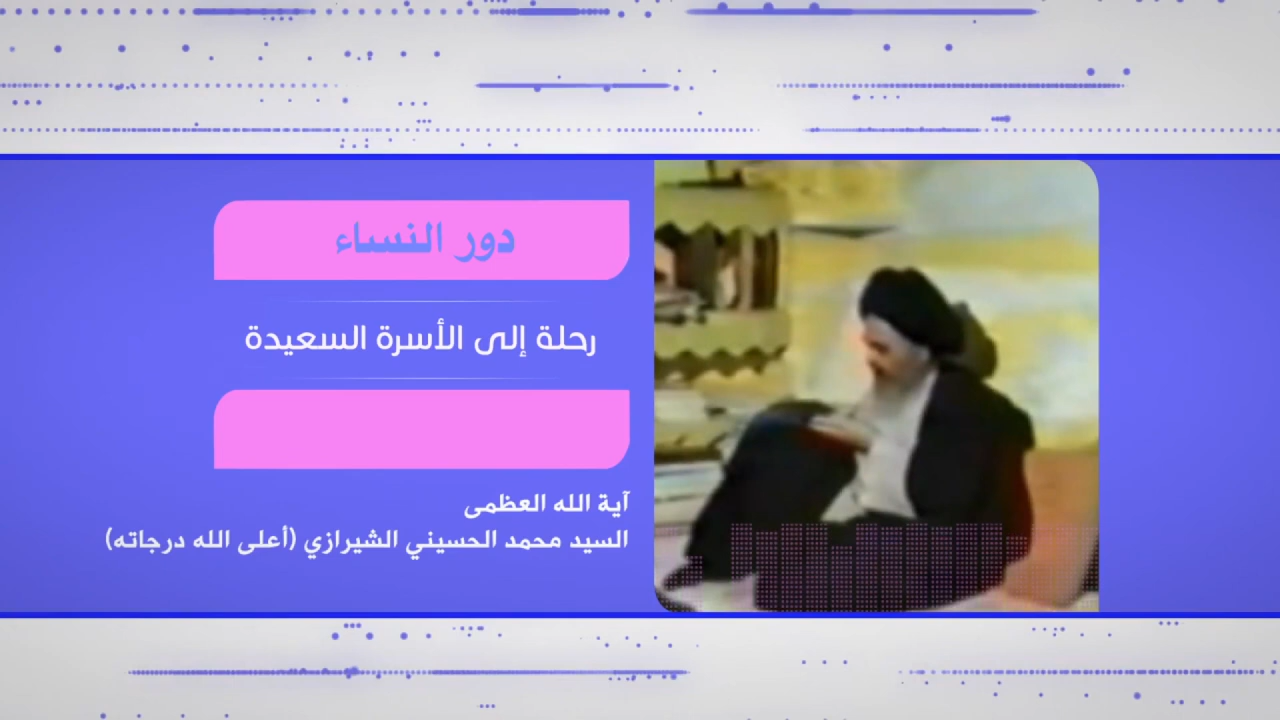 دور النساء
رحلة إلى الأسرة السعيدة
آية الله العظمى
السيد محمد الحسيني الشيرازي (أعلى الله درجاته)